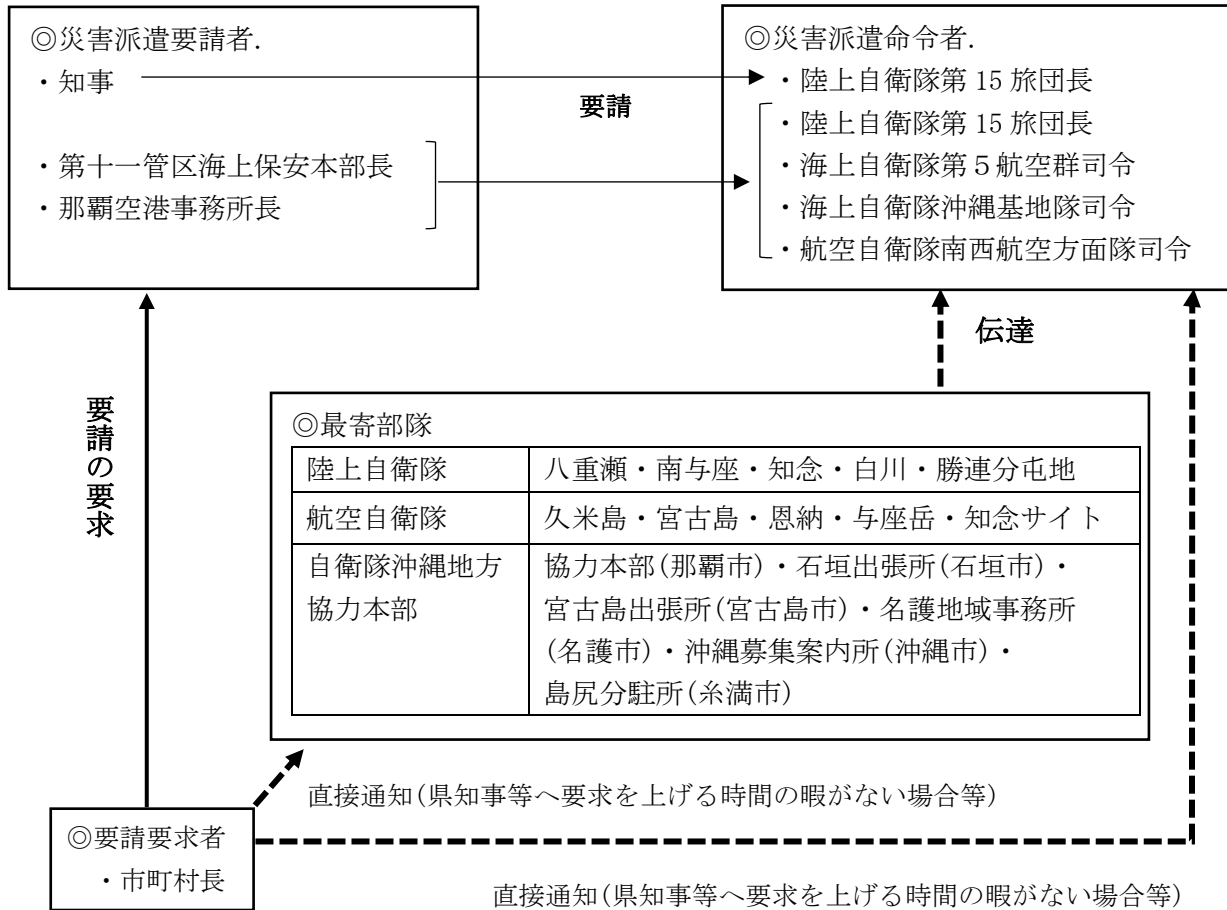 ◎災害派遣要請者.
・知事
・第十一管区海上保安本部長
・那覇空港事務所長
要請
◎災害派遣命令者.
・陸上自衛隊第 15 旅団長
・陸上自衛隊第 15 旅団長
・海上自衛隊第５航空群司令
・海上自衛隊沖縄基地隊司令
・航空自衛隊南西航空方面隊司令
伝達
要請の要求
◎最寄部隊
陸上自衛隊 八重瀬・南与座・知念・白川・勝連分屯地
航空自衛隊 久米島・宮古島・恩納・与座岳・知念サイト
自衛隊沖縄地方 協力本部(那覇市)・石垣出張所(石垣市)・
協力本部 宮古島出張所(宮古島市)・名護地域事務所
(名護市)・沖縄募集案内所(沖縄市)・
島尻分駐所(糸満市)
直接通知(県知事等へ要求を上げる時間の暇がない場合等)
◎要請要求者
・市町村長
直接通知(県知事等へ要求を上げる時間の暇がない場合等)